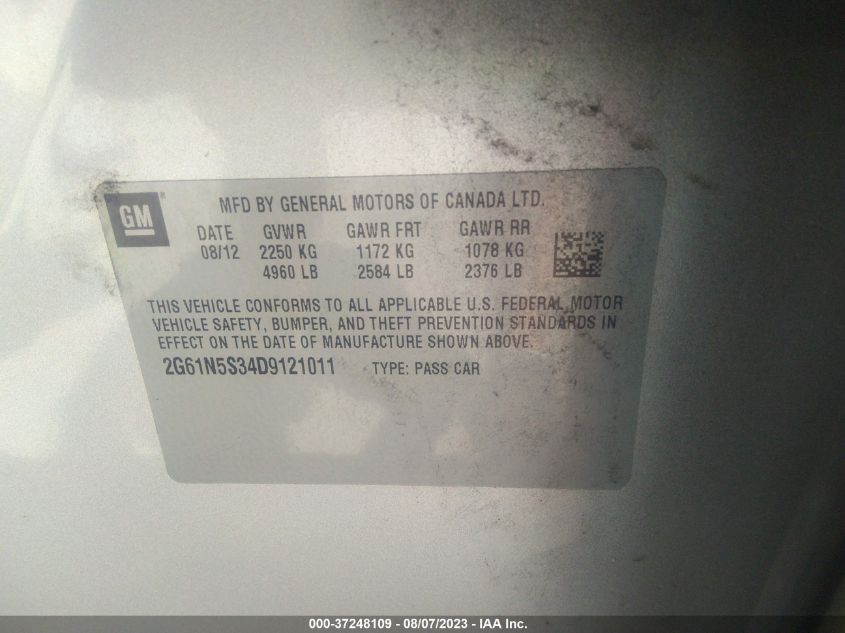 GM ®
MFD BY GENERAL MOTORS OF CANADA LTD.
DATE GVWR GAWR FRT GAWR RR
08/12 2250 KG 1172 KG 1078 KG
4960 LB 2584 LB 2376 LB
THIS VEHICLE CONFORMS TO ALL APPLICABLE U.S. FEDERAL MOTOR
VEHICLE SAFETY, BUMPER, AND THEFT PREVENTION STANDARDS IN
EFFECT ON THE DATE OF MANUFACTURE SHOWN ABOVE.
2G61N5S34D9121011 TYPE: PASS CAR
000-37248109 - 08/07/2023 - IAA Inc.